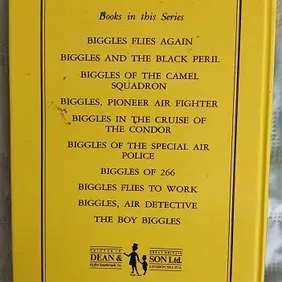 Books in this Series
BIGGLES FLIES AGAIN
BIGGLES AND THE BLACK PERIL
BIGGLES OF THE CAMEL
SQUADRON
BIGGLES, PIONEER AIR FIGHTER
BIGGLES IN THE CRUISE OF
THE CONDOR
BIGGLES OF THE SPECIAL AIR
POLICE
BIGGLES OF 266
BIGGLES FLIES TO WORK
BIGGLES, AIR DETECTIVE
THE BOY BIGGLES
DEAN & SON Ltd.